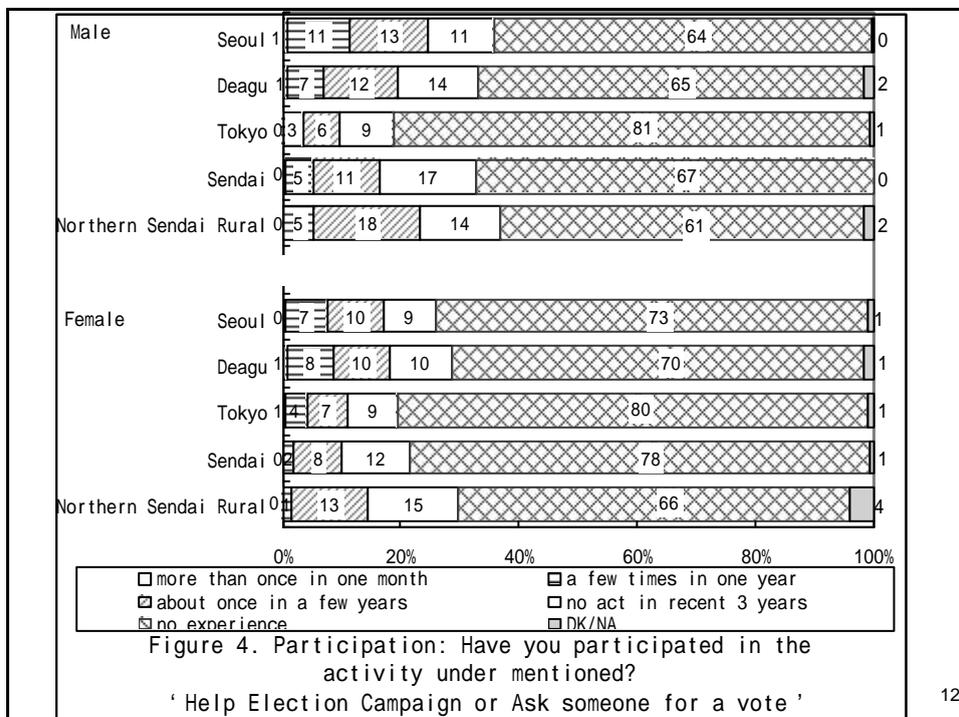 Male
Seoul 1 11 13 11 64 0
Deagu 1 7 12 14 65 2
Tokyo 0 3 6 9 81 1
Sendai 0 5 11 17 67 0
Northern Sendai Rural 0 5 18 14 61 2
Female
Seoul 0 7 10 9 73 1
Deagu 1 8 10 10 70 1
Tokyo 1 4 7 9 80 1
Sendai 0 2 8 12 78 1
Northern Sendai Rural 0 1 13 15 66 4
0% 20% 40% 60% 80% 100%
more than once in one month a few times in one year
about once in a few years no act in recent 3 years
no experience DK/NA
Figure 4. Participation: Have you participated in the
activity under mentioned?
‘Help Election Campaign or Ask someone for a vote’
12